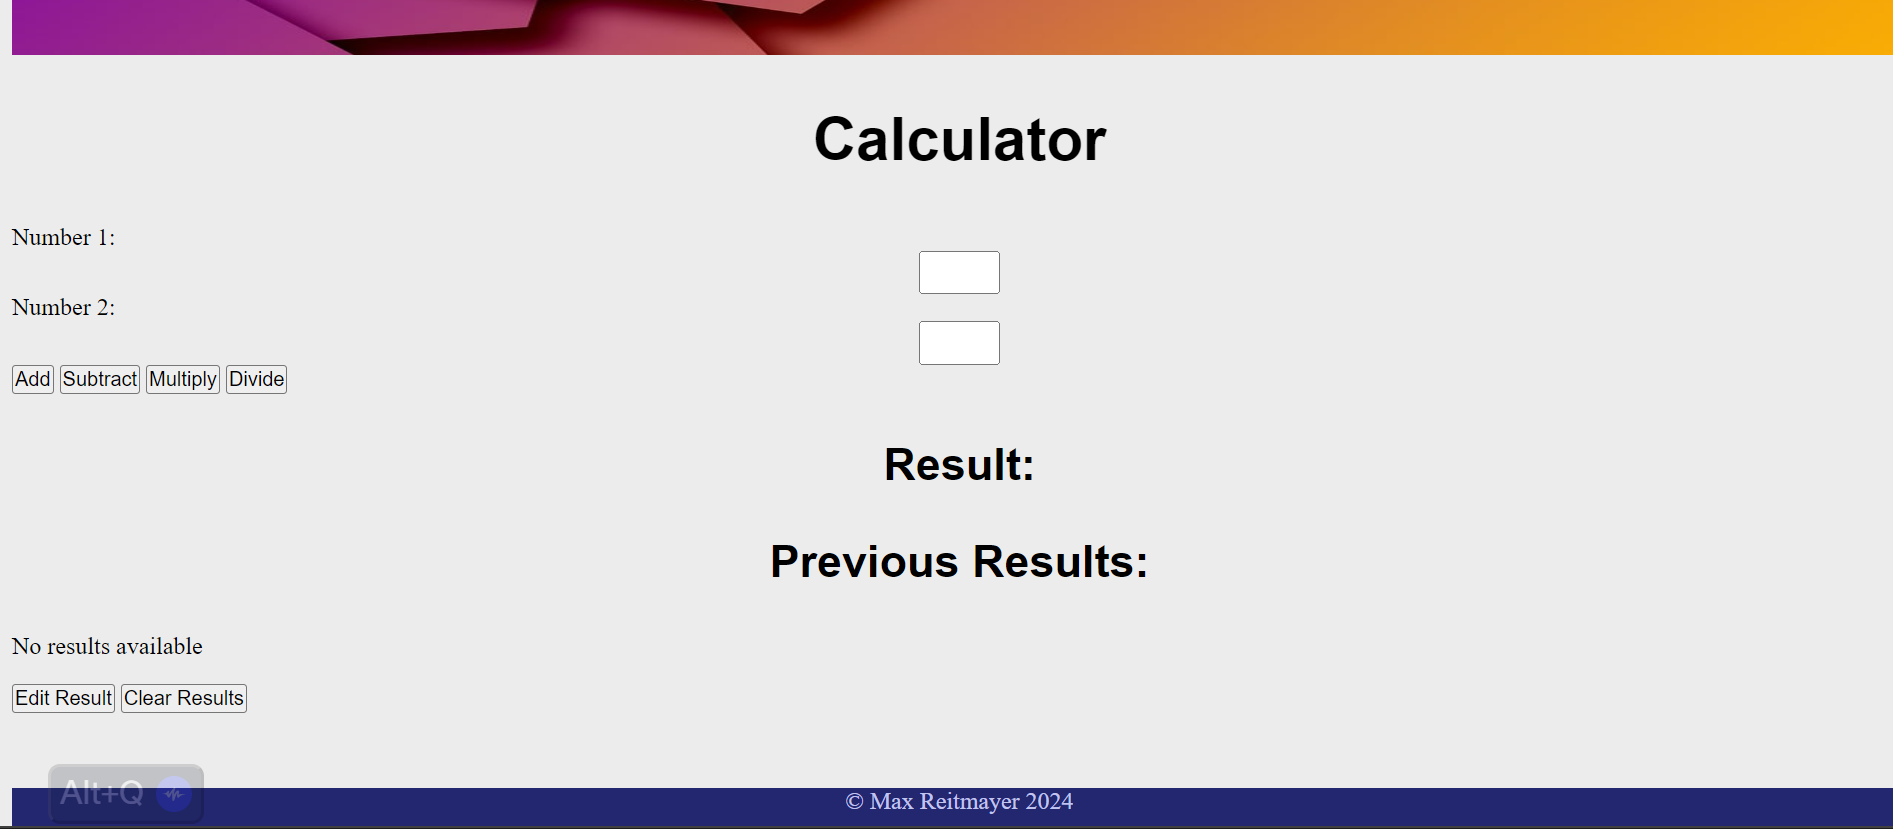 Calculator
Number 1:
Number 2:
Add Subtract Multiply Divide
Result:
Previous Results:
No results available
Edit Result Clear Results
Alt+Q
© Max Reitmayer 2024